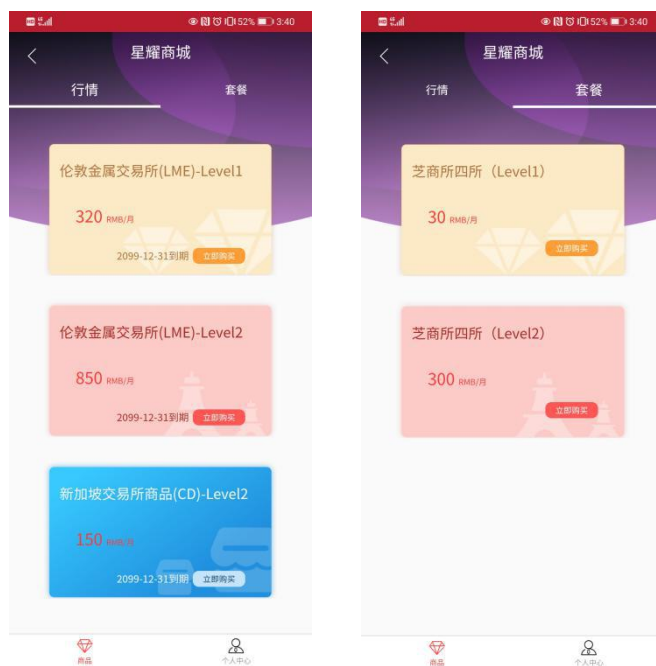 52% 3:40
星耀商城
行情 套餐
伦敦金属交易所(LME)-Level1
320 RMB/月
2099-12-31到期 立即购买
伦敦金属交易所(LME)-Level2
850 RMB/月
2099-12-31到期 立即购买
新加坡交易所商品(CD)-Level2
150 RMB/月
2099-12-31到期 立即购买
商品 个人中心
52% 3:40
星耀商城
行情 套餐
芝商所四所（Level1）
30 RMB/月
立即购买
芝商所四所（Level2）
300 RMB/月
立即购买
商品 个人中心